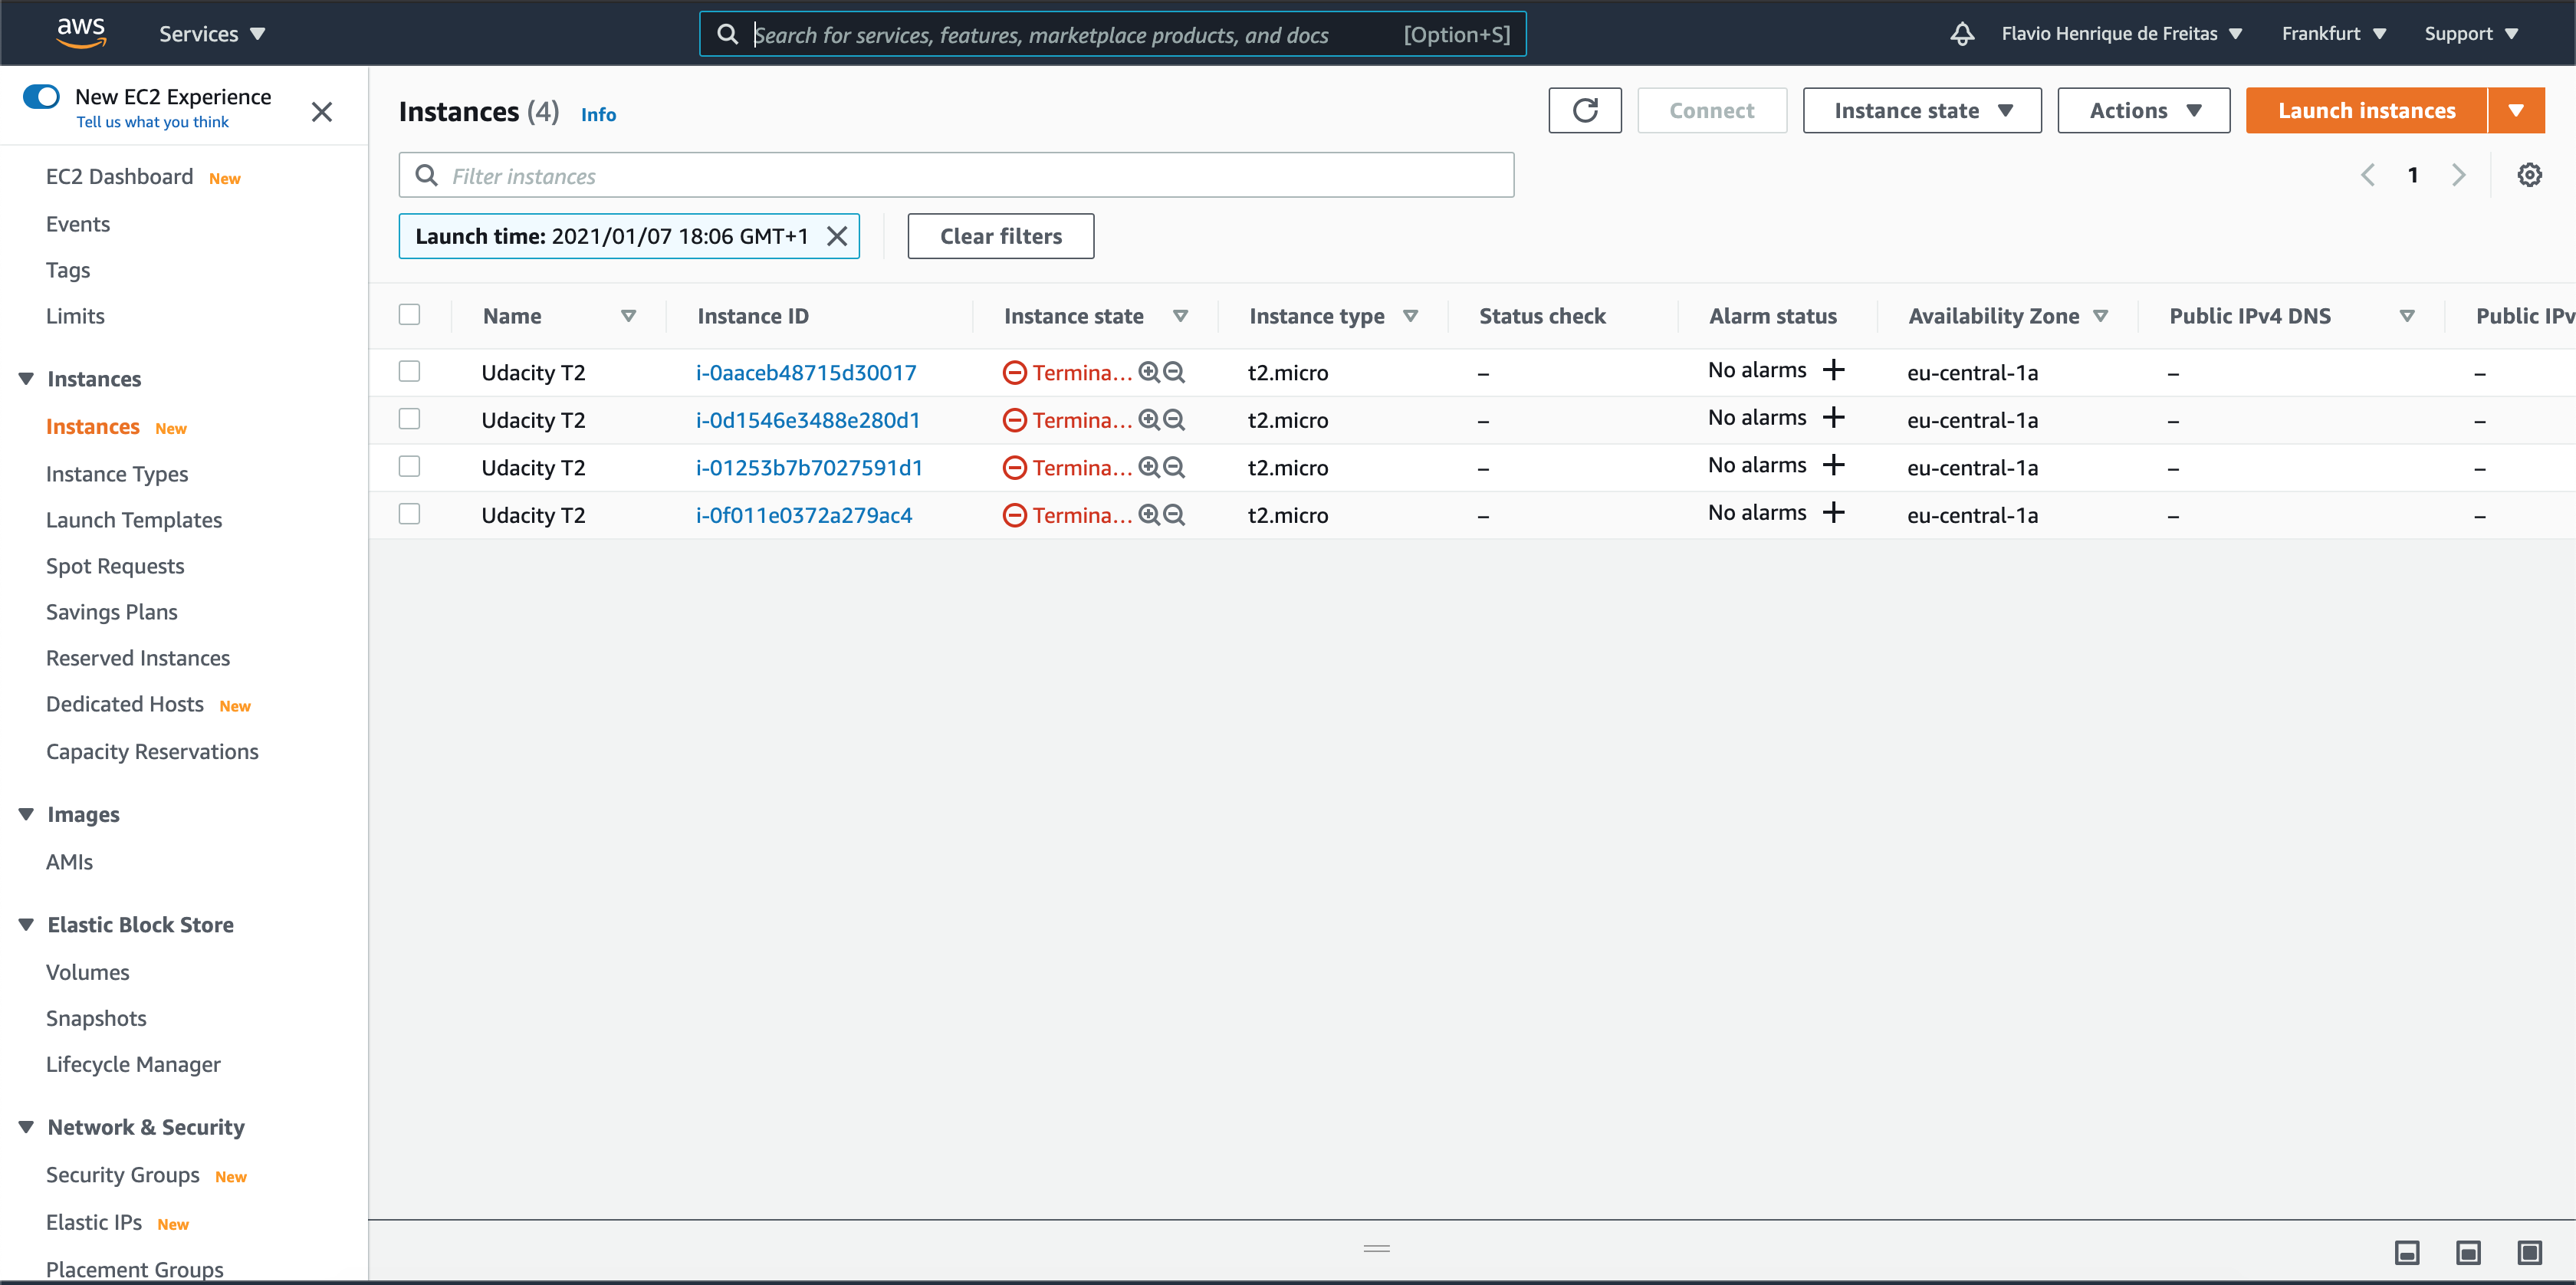 aws Services Search for services, features, marketplace products, and docs [Option+S] Flavio Henrique de Freitas Frankfurt Support
New EC2 Experience
Tell us what you think
EC2 Dashboard New
Events
Tags
Limits
Instances
Instances New
Instance Types
Launch Templates
Spot Requests
Savings Plans
Reserved Instances
Dedicated Hosts New
Capacity Reservations
Images
AMIs
Elastic Block Store
Volumes
Snapshots
Lifecycle Manager
Network & Security
Security Groups New
Elastic IPs New
Placement Groups
Instances (4) Info Connect Instance state Actions Launch instances
Filter instances 1
Launch time: 2021/01/07 18:06 GMT+1 Clear filters
Name Instance ID Instance state Instance type Status check Alarm status Availability Zone Public IPv4 DNS Public IPv
Udacity T2 i-0aaceb48715d30017 Termina... t2.micro – No alarms + eu-central-1a – –
Udacity T2 i-0d1546e3488e280d1 Termina... t2.micro – No alarms + eu-central-1a – –
Udacity T2 i-01253b7b7027591d1 Termina... t2.micro – No alarms + eu-central-1a – –
Udacity T2 i-0f011e0372a279ac4 Termina... t2.micro – No alarms + eu-central-1a – –